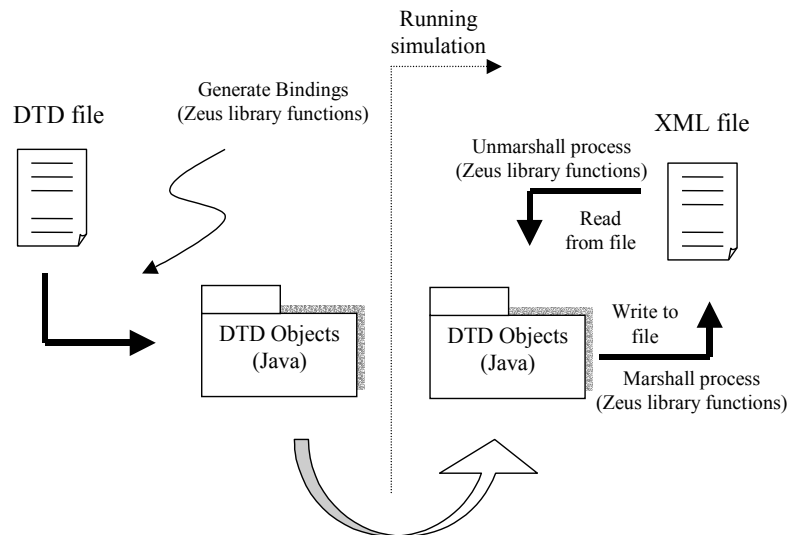 Running
simulation
Generate Bindings
(Zeus library functions)
DTD file
XML file
Unmarshall process
(Zeus library functions)
Read
from file
DTD Objects
(Java)
DTD Objects
(Java)
Write to
file
Marshall process
(Zeus library functions)